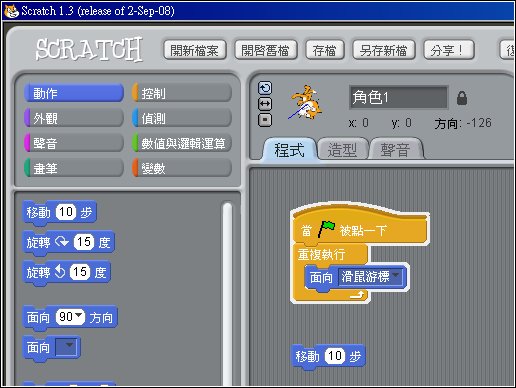 Scratch 1.3 (release of 2-Sep-08)
SCRATCH 開新檔案 開啓舊檔 存檔 另存新檔 分享！ 復
動作 控制
外觀 偵測
聲音 數值與邏輯運算
畫筆 變數
角色1
x: 0 y: 0 方向: -126
程式 造型 聲音
移動 10 步
旋轉 15 度
旋轉 15 度
面向 90 方向
面向
當 被點一下
重複執行
面向 滑鼠游標
移動 10 步